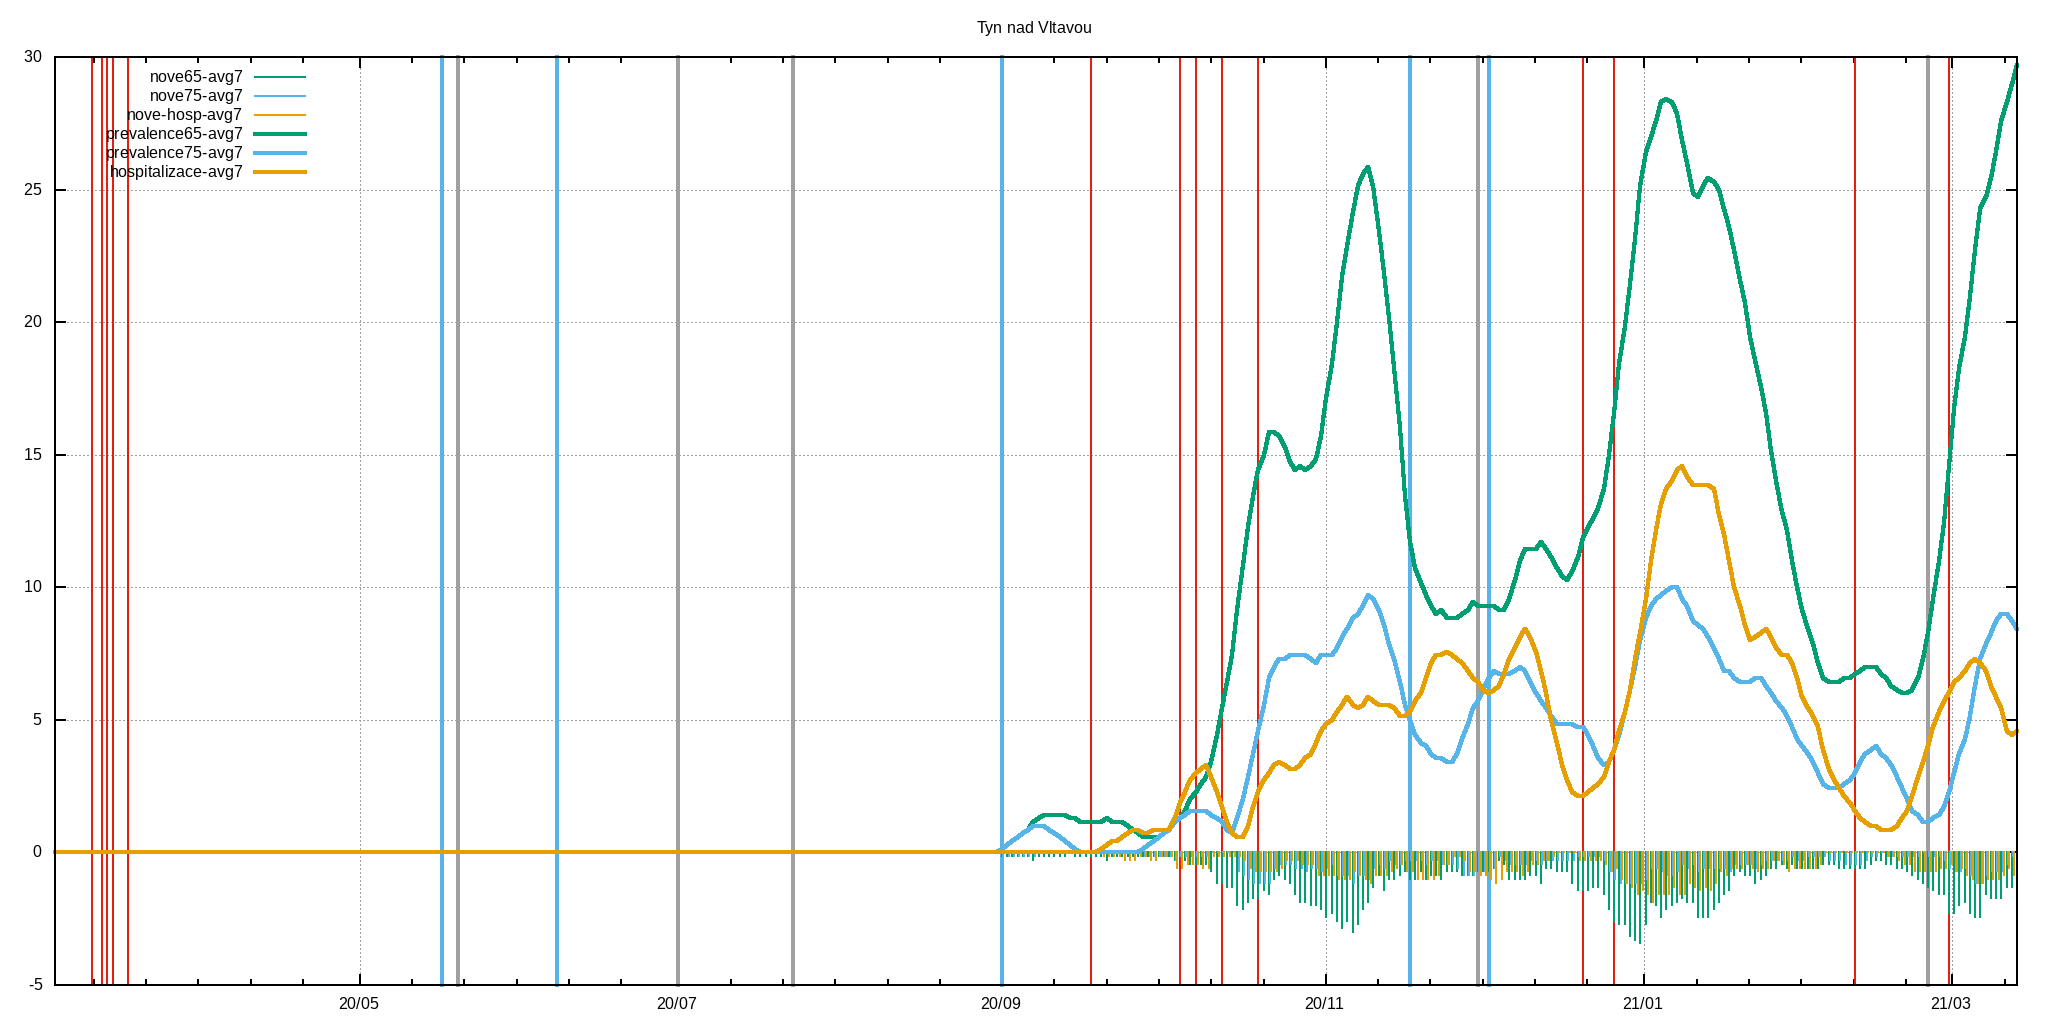 Tyn nad Vltavou
30
25
20
15
10
5
0
-5
nove65-avg7
nove75-avg7
nove-hosp-avg7
prevalence65-avg7
prevalence75-avg7
hospitalizace-avg7
20/05 20/07 20/09 20/11 21/01 21/03